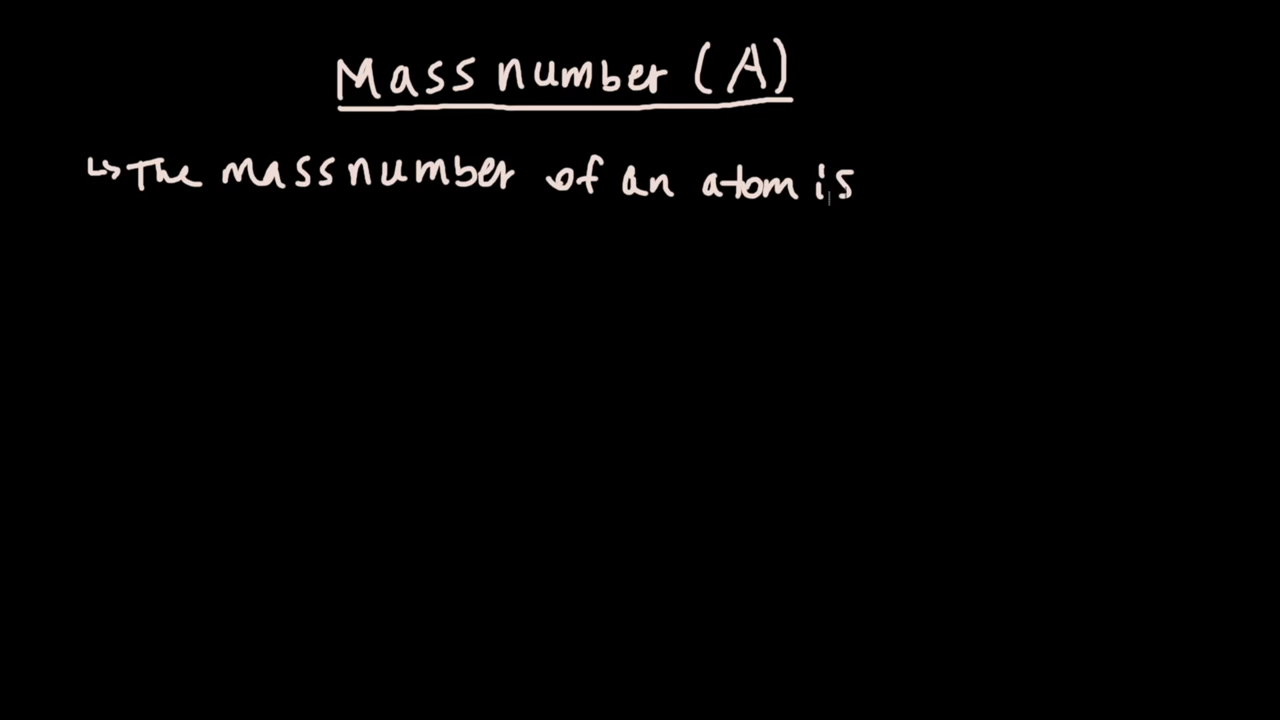 Mass number (A)
↳ The mass number of an atom is